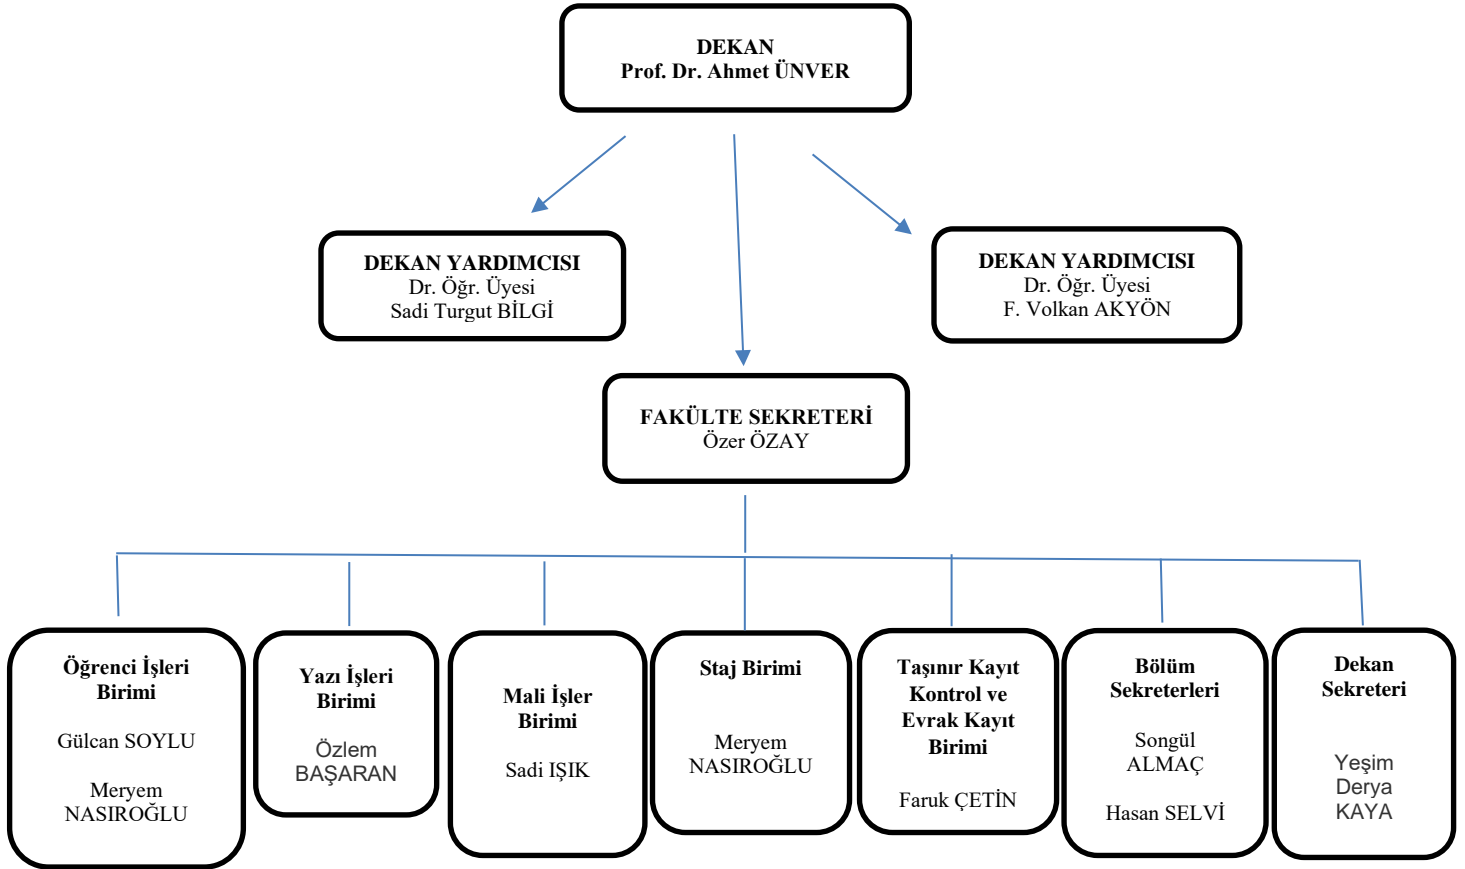 DEKAN
Prof. Dr. Ahmet ÜNVER
DEKAN YARDIMCISI
Dr. Öğr. Üyesi
Sadi Turgut BİLGİ
DEKAN YARDIMCISI
Dr. Öğr. Üyesi
F. Volkan AKYÖN
FAKÜLTE SEKRETERİ
Özer ÖZAY
Öğrenci İşleri
Birimi
Gülcan SOYLU
Meryem
NASIROĞLU
Yazı İşleri
Birimi
Özlem
BAŞARAN
Mali İşler
Birimi
Sadi IŞIK
Staj Birimi
Meryem
NASIROĞLU
Taşınır Kayıt
Kontrol ve
Evrak Kayıt
Birimi
Faruk ÇETİN
Bölüm
Sekreterleri
Songül
ALMAÇ
Hasan SELVİ
Dekan
Sekreteri
Yeşim
Derya
KAYA